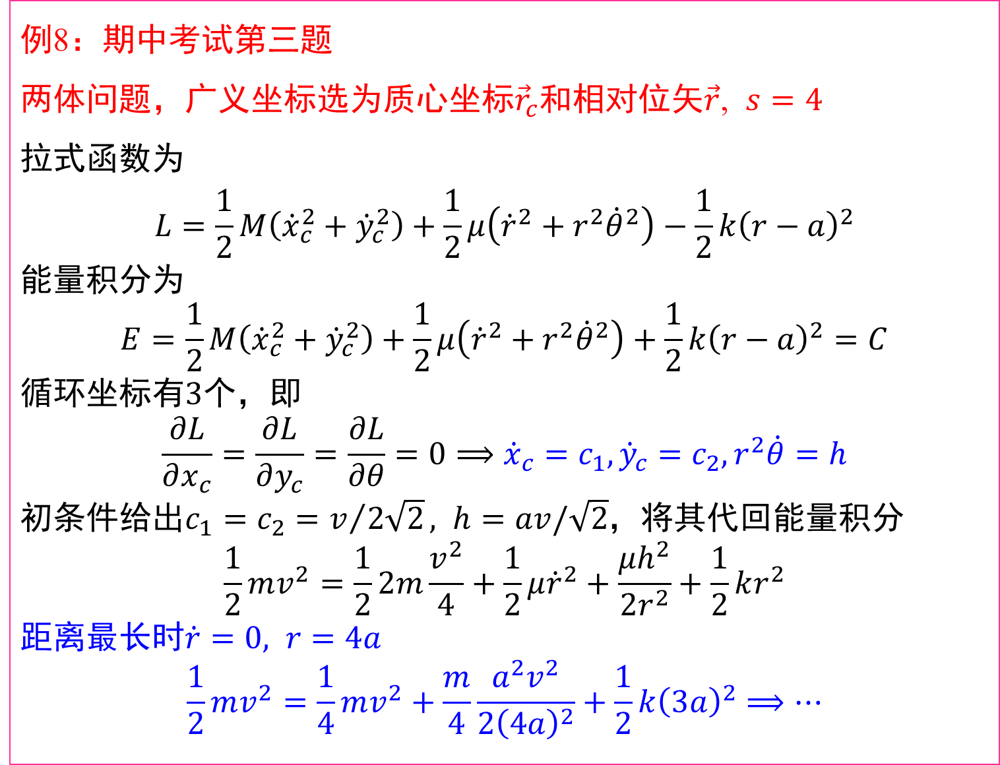 例8：期中考试第三题
两体问题，广义坐标选为质心坐标$\vec{r}_c$和相对位矢$\vec{r}$, $s = 4$
拉式函数为
$L = \frac{1}{2}M(\dot{x}_c^2 + \dot{y}_c^2) + \frac{1}{2}\mu(\dot{r}^2 + r^2\dot{\theta}^2) - \frac{1}{2}k(r - a)^2$
能量积分为
$E = \frac{1}{2}M(\dot{x}_c^2 + \dot{y}_c^2) + \frac{1}{2}\mu(\dot{r}^2 + r^2\dot{\theta}^2) + \frac{1}{2}k(r - a)^2 = C$
循环坐标有3个，即
$\frac{\partial L}{\partial x_c} = \frac{\partial L}{\partial y_c} = \frac{\partial L}{\partial \theta} = 0 \Longrightarrow \dot{x}_c = c_1, \dot{y}_c = c_2, r^2\dot{\theta} = h$
初条件给出$c_1 = c_2 = v/2\sqrt{2}$, $h = av/\sqrt{2}$，将其代回能量积分
$\frac{1}{2}mv^2 = \frac{1}{2}2m\frac{v^2}{4} + \frac{1}{2}\mu\dot{r}^2 + \frac{\mu h^2}{2r^2} + \frac{1}{2}kr^2$
距离最长时$\dot{r} = 0$, $r = 4a$
$\frac{1}{2}mv^2 = \frac{1}{4}mv^2 + \frac{m}{4}\frac{a^2v^2}{2(4a)^2} + \frac{1}{2}k(3a)^2 \Longrightarrow \cdots$